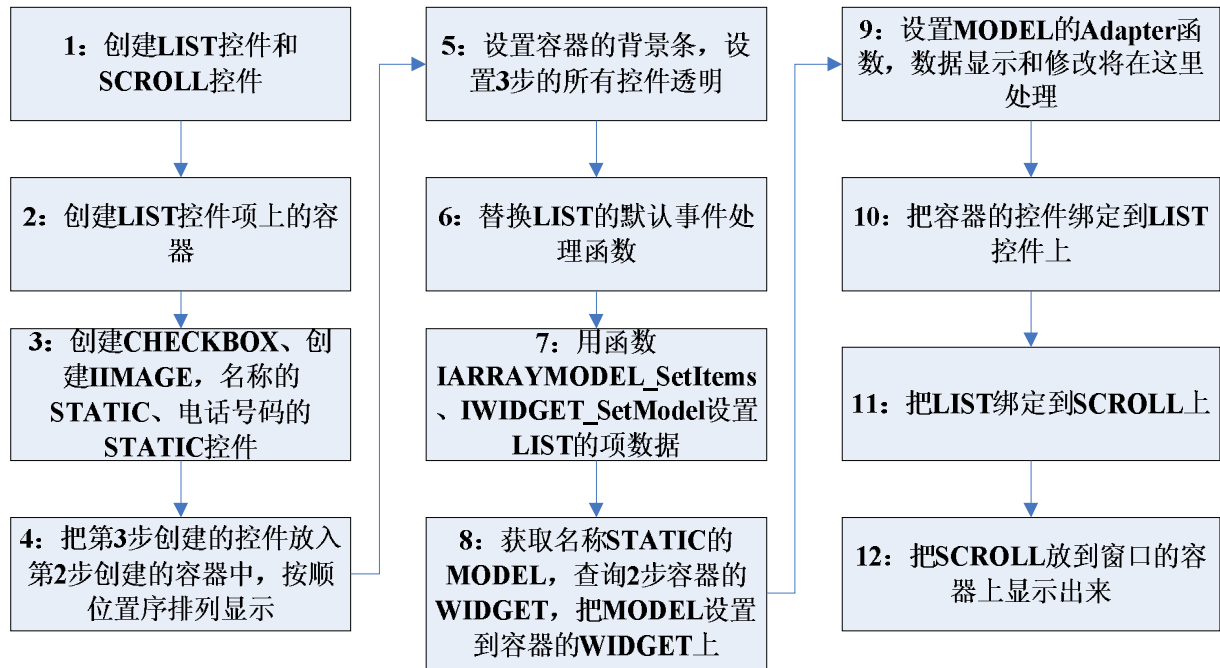 1：创建LIST控件和
SCROLL控件
2：创建LIST控件项上的容
器
3：创建CHECKBOX、创
建IIMAGE，名称的
STATIC、电话号码的
STATIC控件
4：把第3步创建的控件放入
第2步创建的容器中，按顺
位置序排列显示
5：设置容器的背景条，设
置3步的所有控件透明
6：替换LIST的默认事件处
理函数
7：用函数
IARRAYMODEL_SetItems
、IWIDGET_SetModel设置
LIST的项数据
8：获取名称STATIC的
MODEL，查询2步容器的
WIDGET，把MODEL设置
到容器的WIDGET上
9：设置MODEL的Adapter函
数，数据显示和修改将在这里
处理
10：把容器的控件绑定到LIST
控件上
11：把LIST绑定到SCROLL上
12：把SCROLL放到窗口的容
器上显示出来